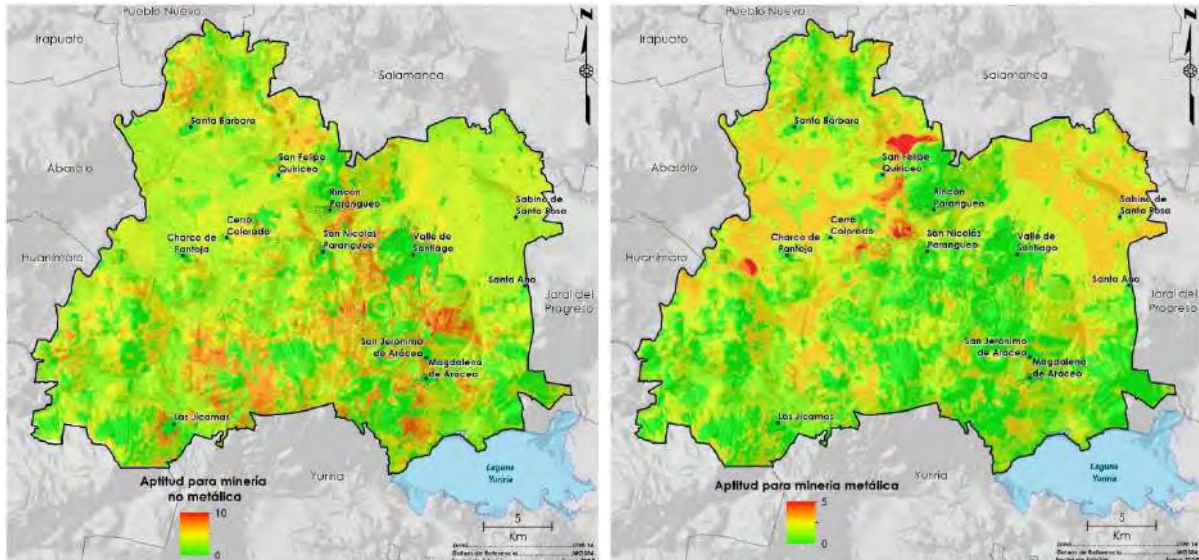 Pueblo Nuevo
Irapuato
Salamanca
Santa Bárbara
Abasolo
San Felipe
Quiriceo
Rincón
Parangueo
Sabino de
Santa Rosa
Cerro
Colorado
San Nicolás
Parangueo
Valle de
Santiago
Charco de
Pantoja
Huanímaro
Santa Ana
Jaral del
Progreso
San Jerónimo
de Aráceo
Magdalena
de Aráceo
Las Jícamas
Yuriria
Laguna
Yuriria
Aptitud para minería
no metálica
10
0
5
Km
N
Pueblo Nuevo
Irapuato
Salamanca
Santa Bárbara
Abasolo
San Felipe
Quiriceo
Rincón
Parangueo
Sabino de
Santa Rosa
Cerro
Colorado
San Nicolás
Parangueo
Valle de
Santiago
Charco de
Pantoja
Huanímaro
Santa Ana
Jaral del
Progreso
San Jerónimo
de Aráceo
Magdalena
de Aráceo
Las Jícamas
Yuriria
Laguna
Yuriria
Aptitud para minería metálica
5
0
5
Km
N